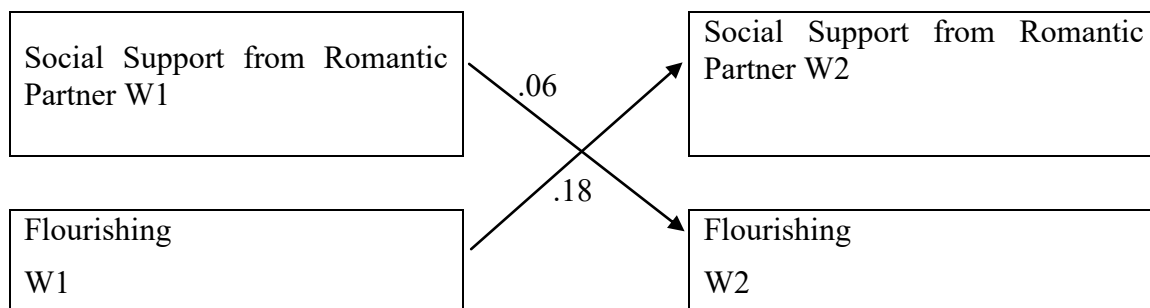 Social Support from Romantic
Partner W1
Social Support from Romantic
Partner W2
.06
.18
Flourishing
W1
Flourishing
W2